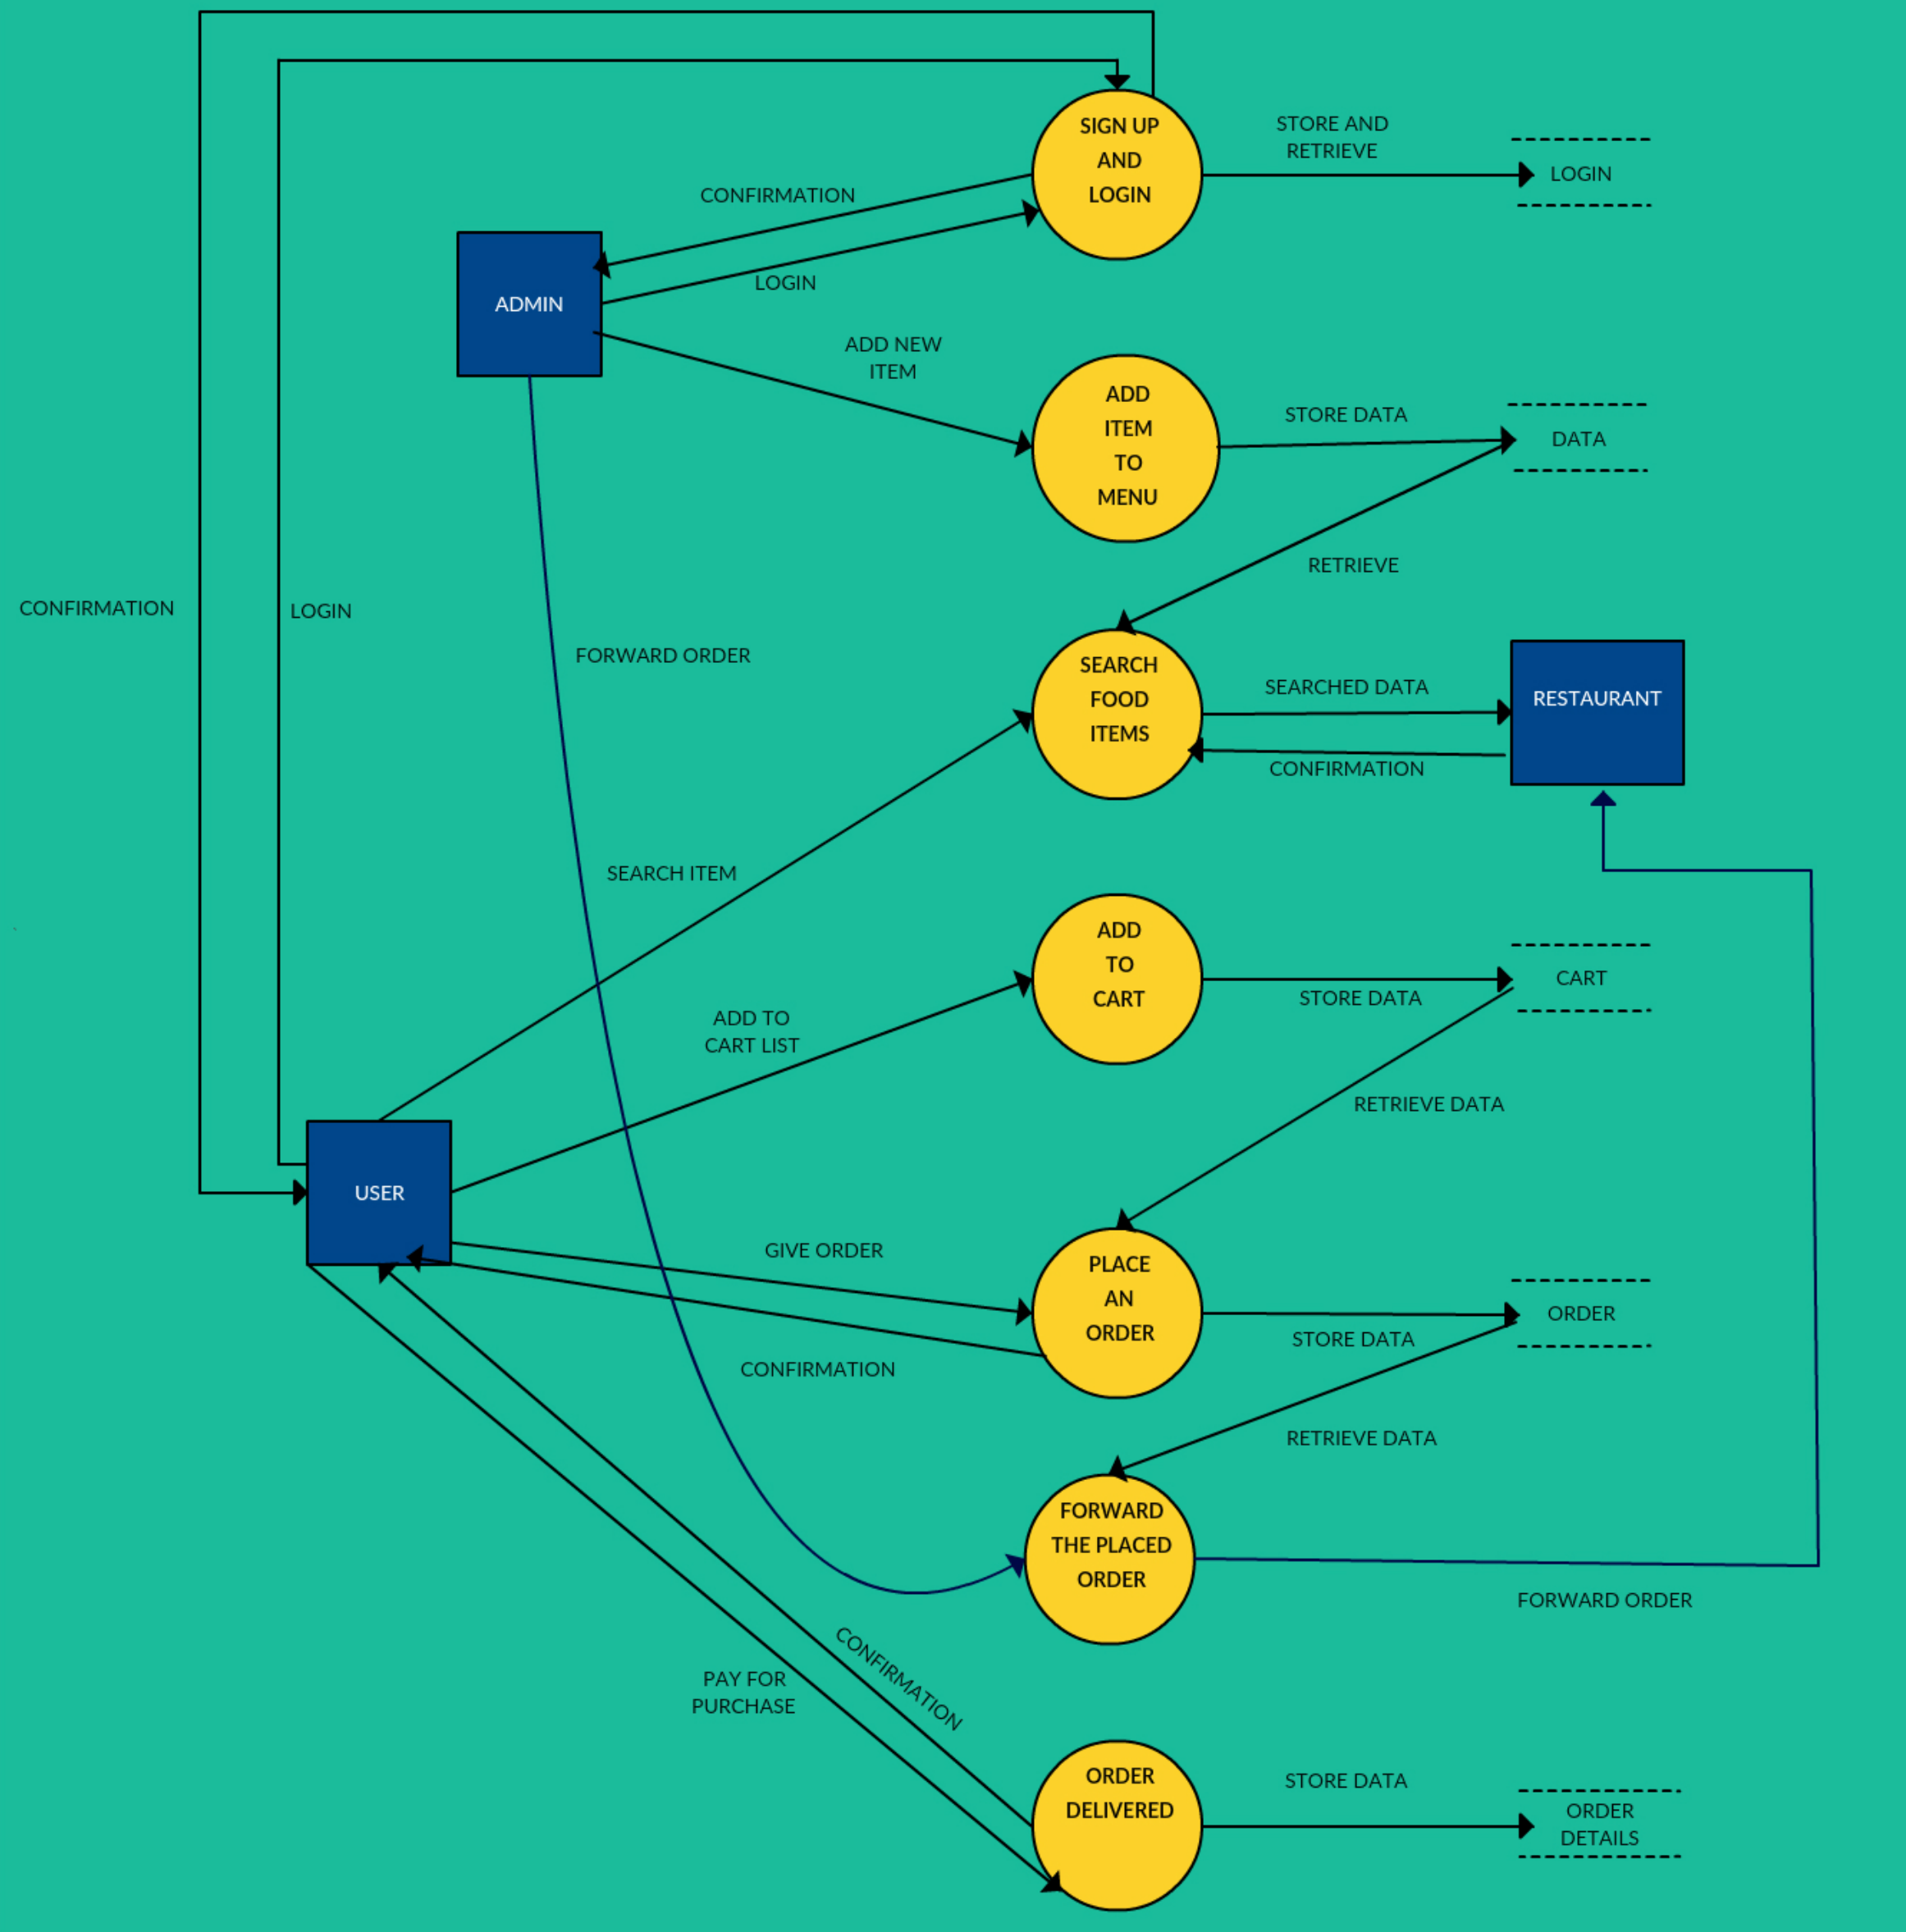 SIGN UP
AND
LOGIN
STORE AND
RETRIEVE
LOGIN
CONFIRMATION
LOGIN
ADMIN
ADD NEW
ITEM
ADD
ITEM
TO
MENU
STORE DATA
DATA
RETRIEVE
CONFIRMATION
LOGIN
FORWARD ORDER
SEARCH
FOOD
ITEMS
SEARCHED DATA
CONFIRMATION
RESTAURANT
SEARCH ITEM
ADD
TO
CART
STORE DATA
CART
ADD TO
CART LIST
RETRIEVE DATA
USER
GIVE ORDER
CONFIRMATION
PLACE
AN
ORDER
STORE DATA
ORDER
RETRIEVE DATA
FORWARD
THE PLACED
ORDER
FORWARD ORDER
CONFIRMATION
PAY FOR
PURCHASE
ORDER
DELIVERED
STORE DATA
ORDER
DETAILS